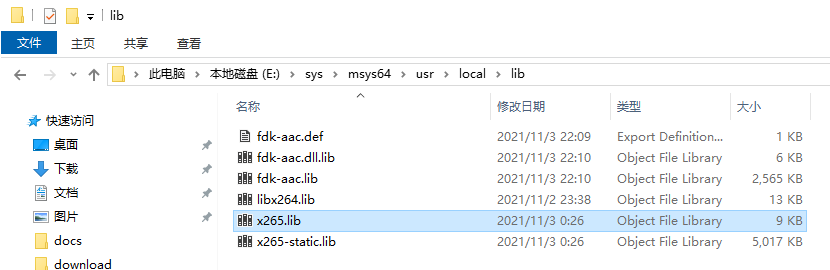 lib
文件 主页 共享 查看
此电脑 本地磁盘 (E:) sys msys64 usr local lib
名称 修改日期 类型 大小
快速访问
桌面
下载
文档
图片
docs
download
fdk-aac.def 2021/11/3 22:09 Export Definition... 1 KB
fdk-aac.dll.lib 2021/11/3 22:10 Object File Library 6 KB
fdk-aac.lib 2021/11/3 22:10 Object File Library 2,565 KB
libx264.lib 2021/11/2 23:38 Object File Library 13 KB
x265.lib 2021/11/3 0:26 Object File Library 9 KB
x265-static.lib 2021/11/3 0:26 Object File Library 5,017 KB